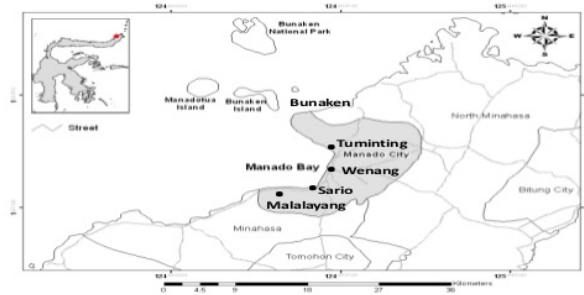 124
124
125
Bunaken
National Park
N
W E
S
Manadotua
Island
Bunaken
Island
Bunaken
Street
North Minahasa
Tuminting
Manado City
Manado Bay
Wenang
Bitung City
Sario
Malalayang
Minahasa
Tomohon City
124
124
125
Kilometers
0 4.5 9 18 27 36